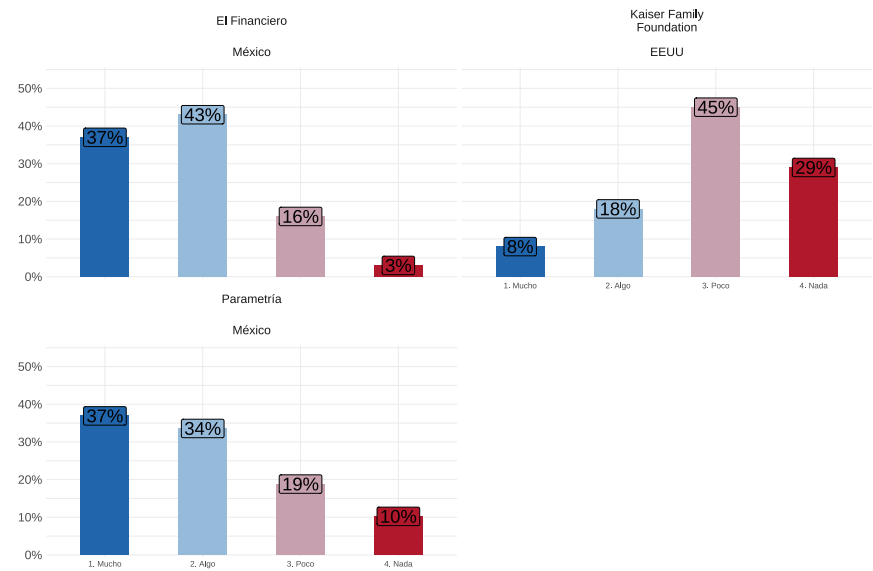 El Financiero
México
50%
40%
30%
20%
10%
0%
37%
43%
16%
3%
Kaiser Family
Foundation
EEUU
8%
18%
45%
29%
1. Mucho
2. Algo
3. Poco
4. Nada
Parametría
México
50%
40%
30%
20%
10%
0%
37%
34%
19%
10%
1. Mucho
2. Algo
3. Poco
4. Nada